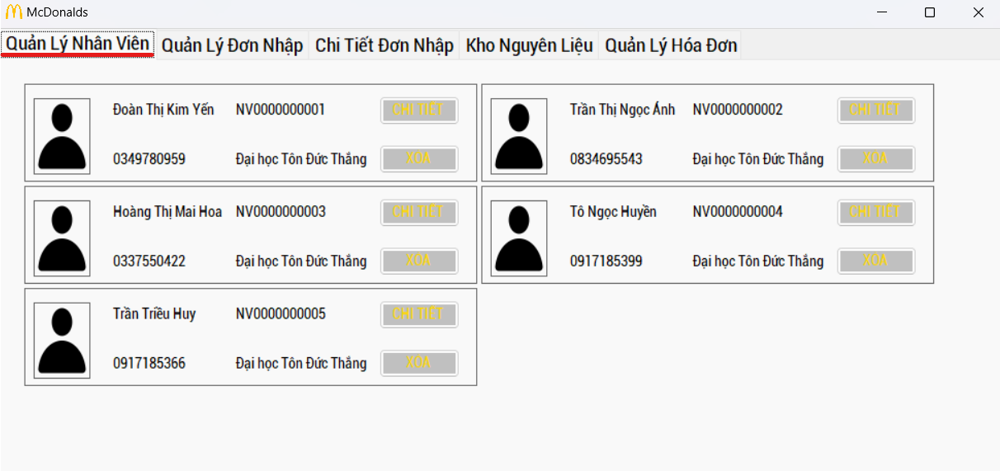 McDonalds
Quản Lý Nhân Viên Quản Lý Đơn Nhập Chi Tiết Đơn Nhập Kho Nguyên Liệu Quản Lý Hóa Đơn
Đoàn Thị Kim Yến NV0000000001 CHI TIẾT
0349780959 Đại học Tôn Đức Thắng XOA
Trần Thị Ngọc Ánh NV0000000002 CHI TIẾT
0834695543 Đại học Tôn Đức Thắng XOA
Hoàng Thị Mai Hoa NV0000000003 CHI TIẾT
0337550422 Đại học Tôn Đức Thắng XOA
Tô Ngọc Huyền NV0000000004 CHI TIẾT
0917185399 Đại học Tôn Đức Thắng XOA
Trần Triều Huy NV0000000005 CHI TIẾT
0917185366 Đại học Tôn Đức Thắng XOA